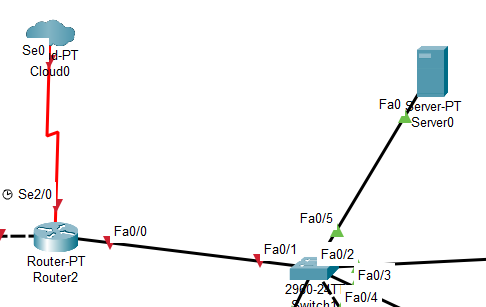 Se0
d-PT
Cloud0
Fa0
Server-PT
Server0
Se2/0
Fa0/5
Fa0/0
Fa0/1
Fa0/2
Router-PT
Router2
Fa0/3
Fa0/4